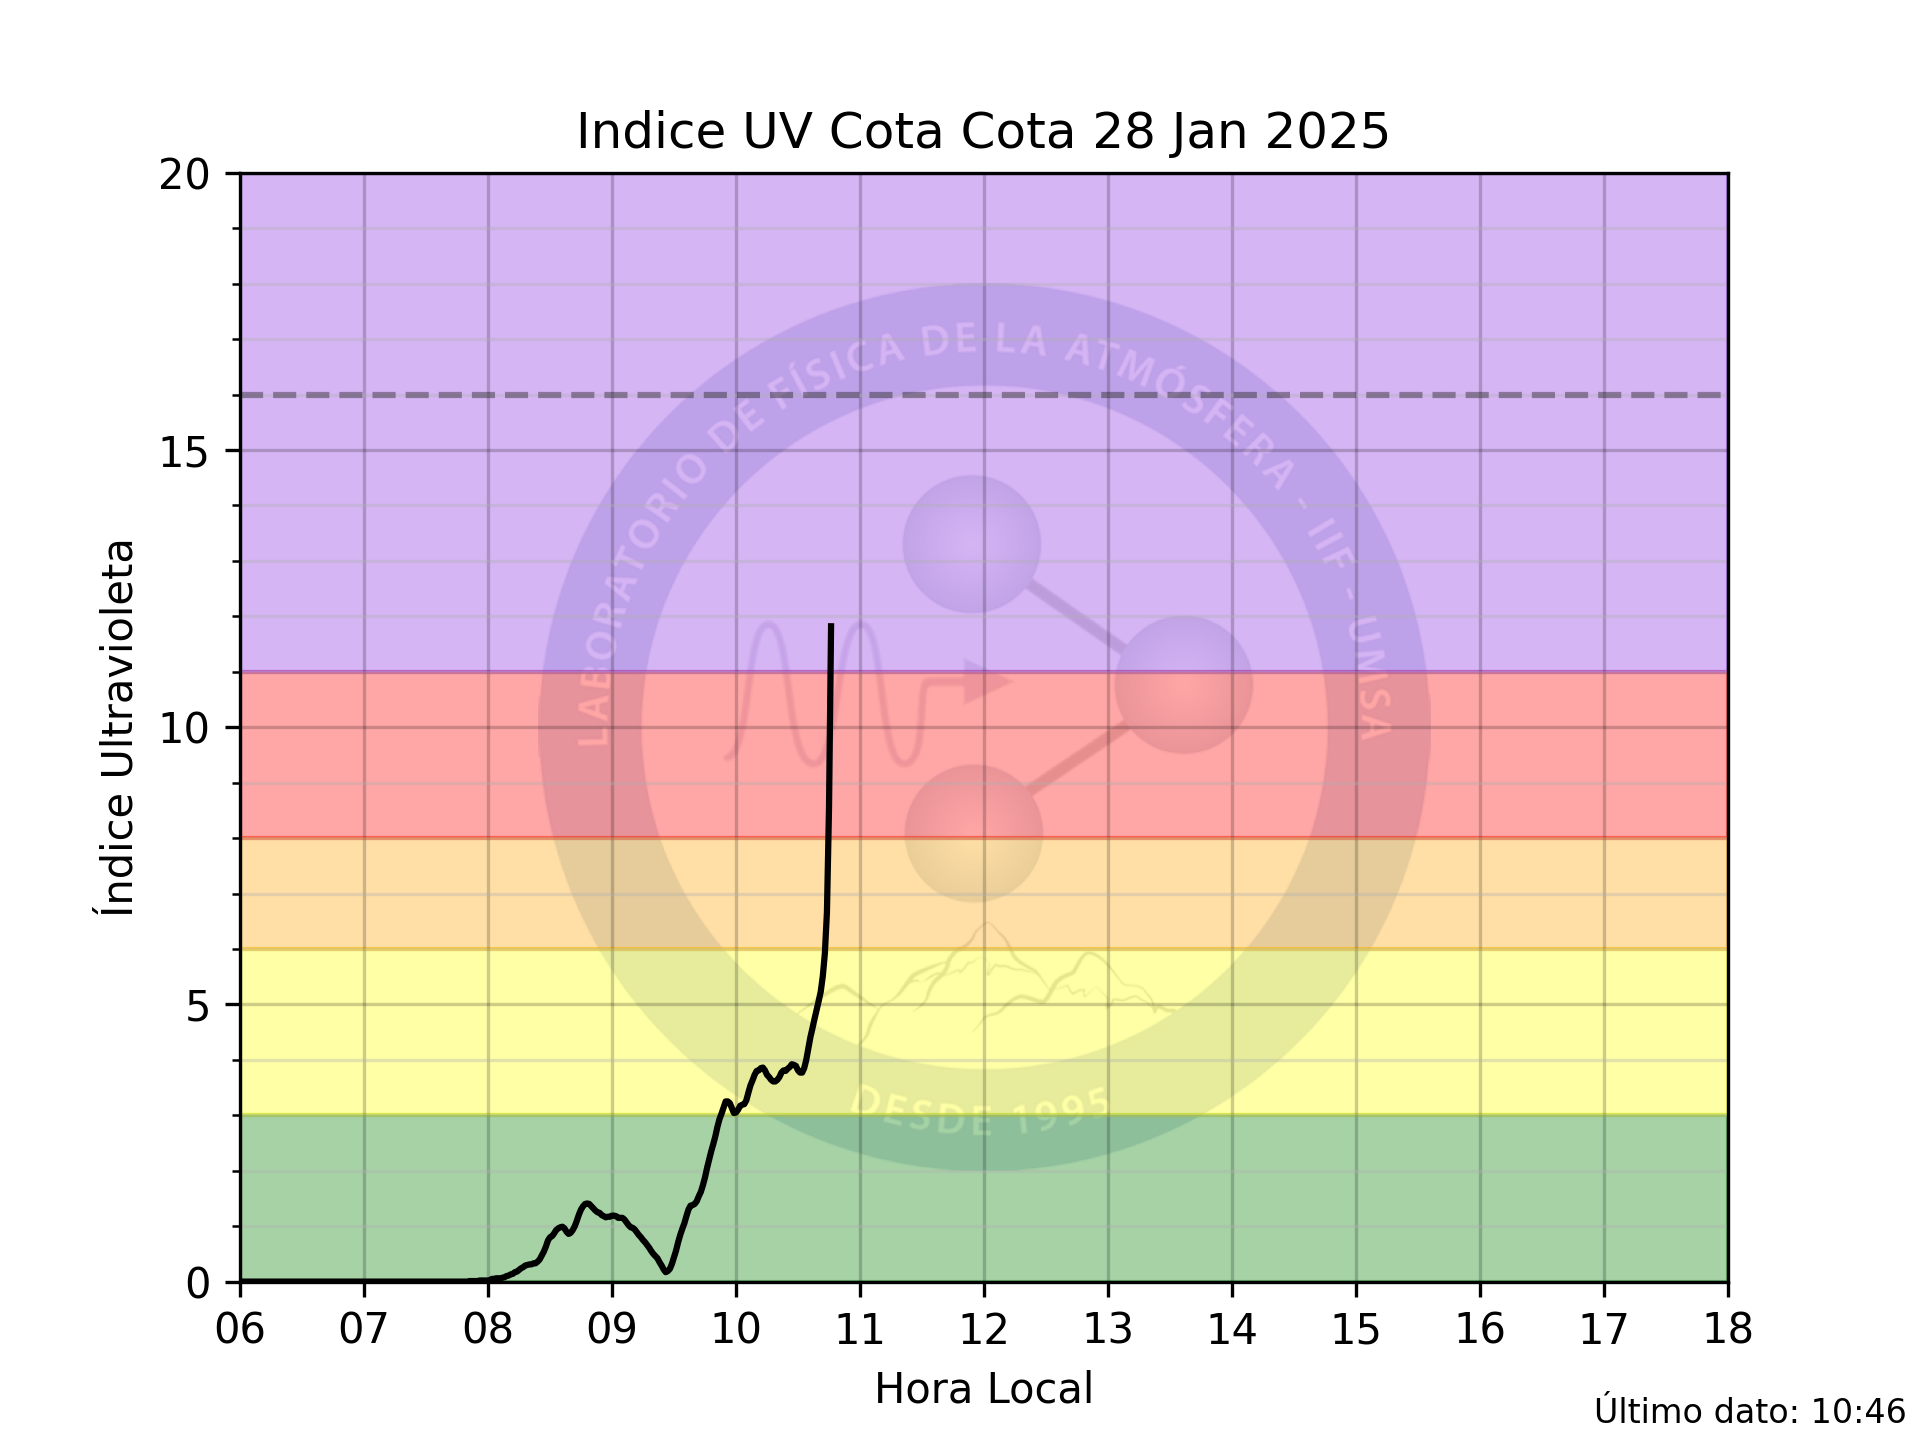 Indice UV Cota Cota 28 Jan 2025
20
15
10
5
0
Índice Ultravioleta
LABORATORIO DE FÍSICA DE LA ATMÓSFERA - IIF - UMSA
DESDE 1995
06 07 08 09 10 11 12 13 14 15 16 17 18
Hora Local
Último dato: 10:46